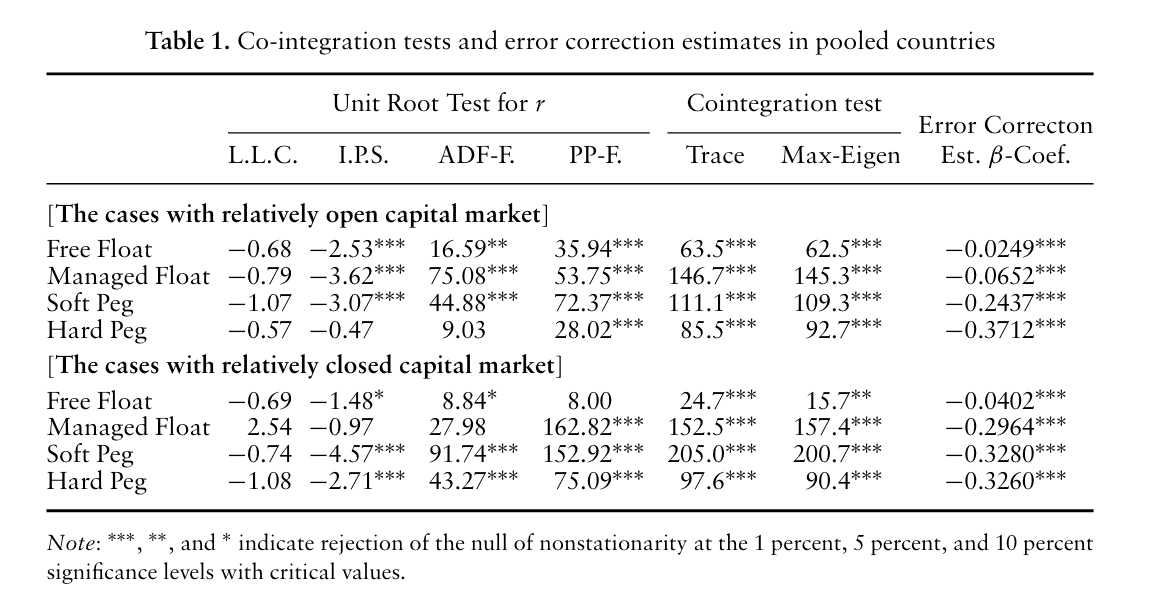 Table 1. Co-integration tests and error correction estimates in pooled countries
Unit Root Test for r Cointegration test Error Correcton
L.L.C. I.P.S. ADF-F. PP-F. Trace Max-Eigen Est. β-Coef.
[The cases with relatively open capital market]
Free Float −0.68 −2.53*** 16.59** 35.94*** 63.5*** 62.5*** −0.0249***
Managed Float −0.79 −3.62*** 75.08*** 53.75*** 146.7*** 145.3*** −0.0652***
Soft Peg −1.07 −3.07*** 44.88*** 72.37*** 111.1*** 109.3*** −0.2437***
Hard Peg −0.57 −0.47 9.03 28.02*** 85.5*** 92.7*** −0.3712***
[The cases with relatively closed capital market]
Free Float −0.69 −1.48* 8.84* 8.00 24.7*** 15.7** −0.0402***
Managed Float 2.54 −0.97 27.98 162.82*** 152.5*** 157.4*** −0.2964***
Soft Peg −0.74 −4.57*** 91.74*** 152.92*** 205.0*** 200.7*** −0.3280***
Hard Peg −1.08 −2.71*** 43.27*** 75.09*** 97.6*** 90.4*** −0.3260***
Note: ***, **, and * indicate rejection of the null of nonstationarity at the 1 percent, 5 percent, and 10 percent
significance levels with critical values.